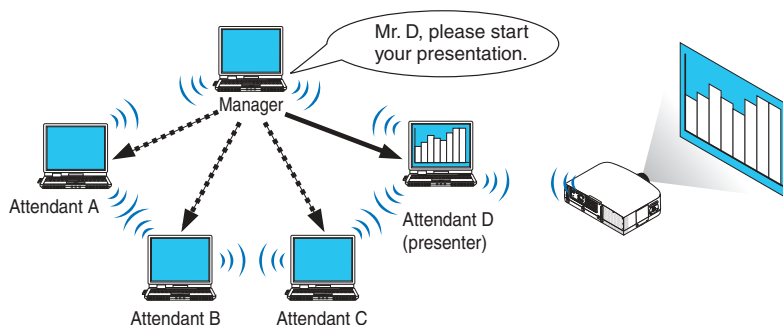 Mr. D, please start
your presentation.
Manager
Attendant A
Attendant D
(presenter)
Attendant B
Attendant C